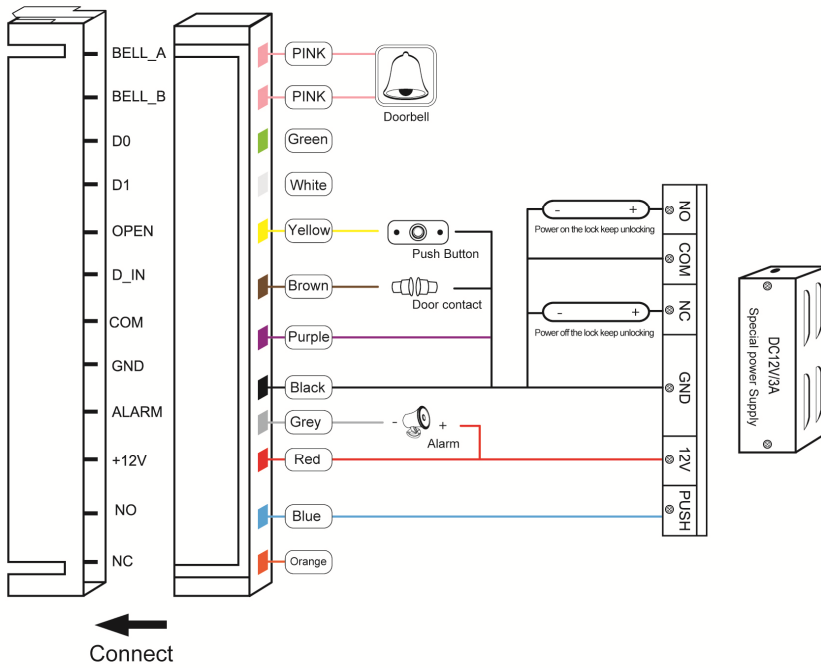 BELL_A
BELL_B
D0
D1
OPEN
D_IN
COM
GND
ALARM
+12V
NO
NC
Connect
PINK
PINK
Green
White
Yellow
Brown
Purple
Black
Grey
Red
Blue
Orange
Doorbell
Push Button
Door contact
- +
Alarm
- +
Power on the lock keep unlocking
- +
Power off the lock keep unlocking
NO
COM
NC
GND
12V
PUSH
DC12V/3A
Special power Supply